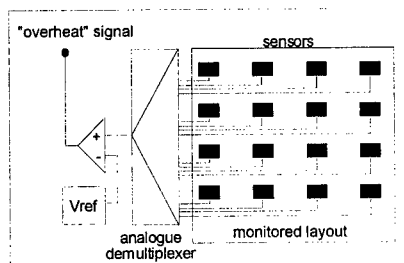 "overheat" signal
sensors
+
-
Vref
analogue
demultiplexer
monitored layout